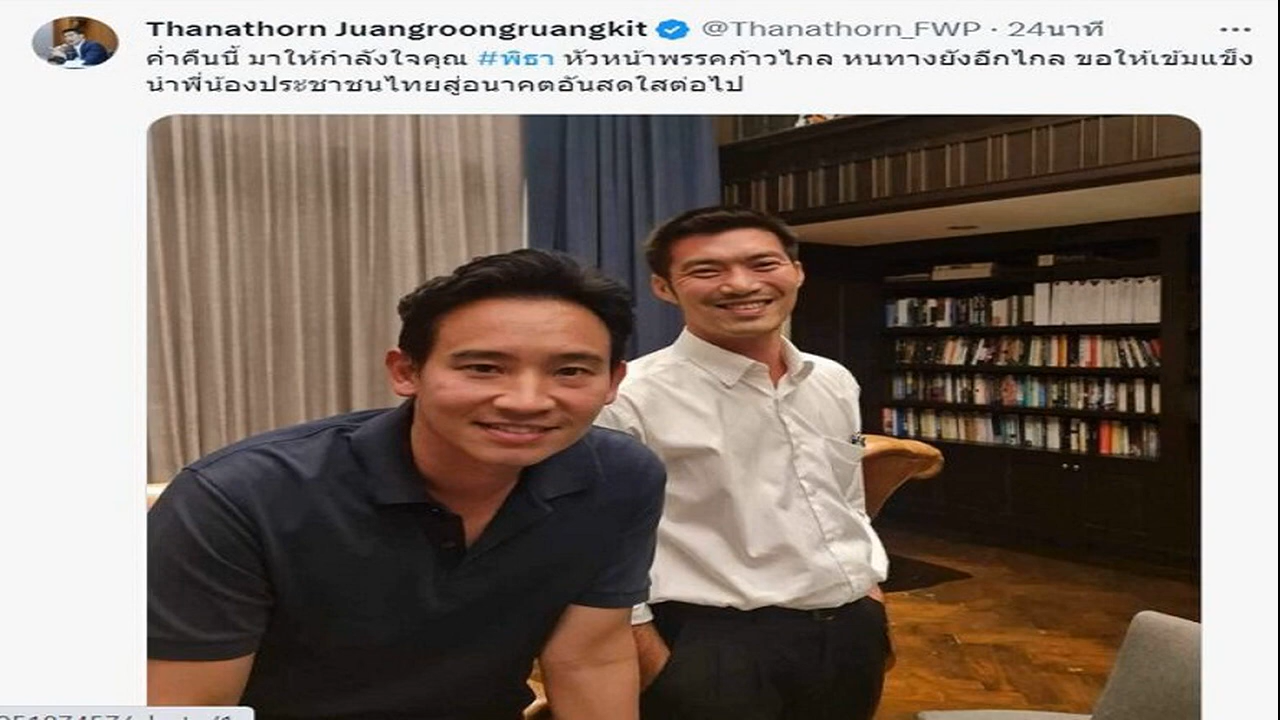 Thanathorn Juangroongruangkit @Thanathorn_FWP · 24นาที
ค่ำคืนนี้ มาให้กำลังใจคุณ #พิธา หัวหน้าพรรคก้าวไกล หนทางยังอีกไกล ขอให้เข้มแข็ง
นำพี่น้องประชาชนไทยสู่อนาคตอันสดใสต่อไป